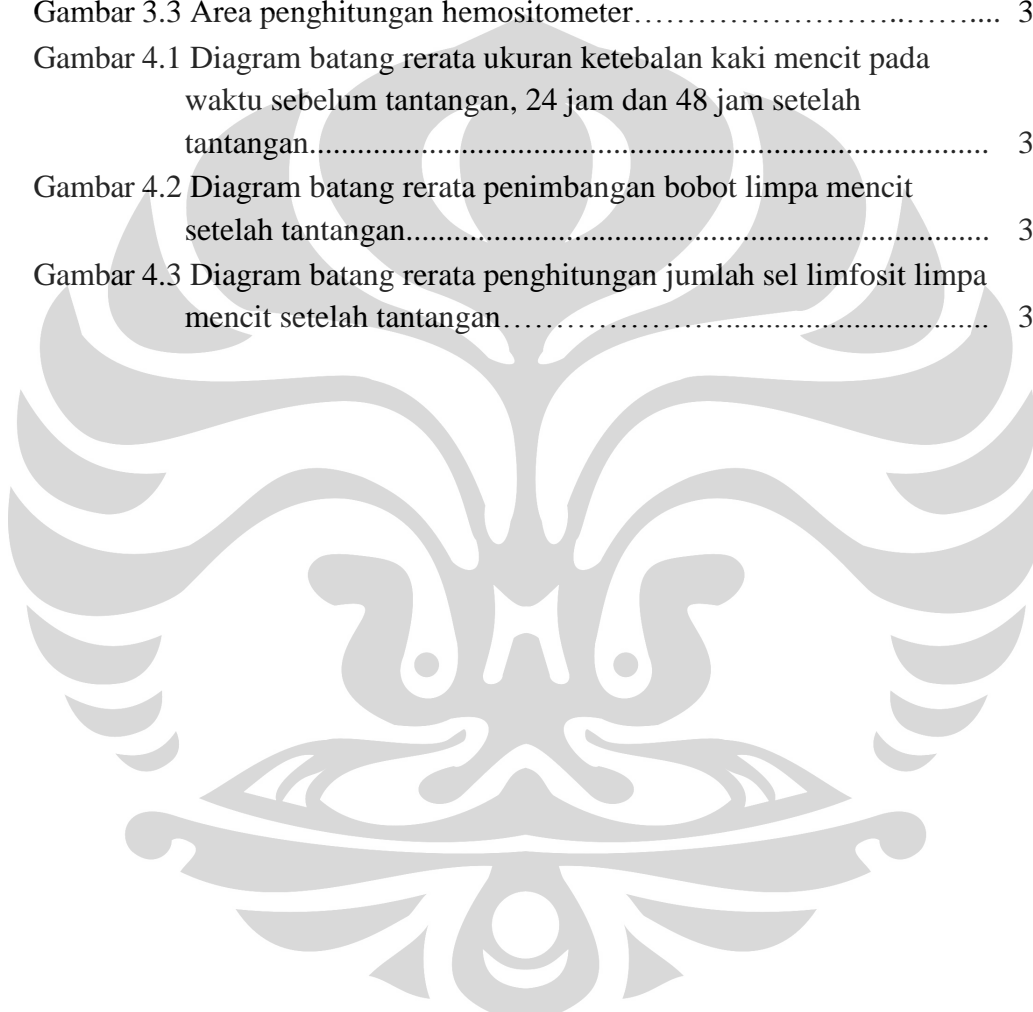 Gambar 3.3 Area penghitungan hemositometer…………………..…….... 3
Gambar 4.1 Diagram batang rerata ukuran ketebalan kaki mencit pada
waktu sebelum tantangan, 24 jam dan 48 jam setelah
tantangan................................................................................... 3
Gambar 4.2 Diagram batang rerata penimbangan bobot limpa mencit
setelah tantangan....................................................................... 3
Gambar 4.3 Diagram batang rerata penghitungan jumlah sel limfosit limpa
mencit setelah tantangan…………………................................ 3